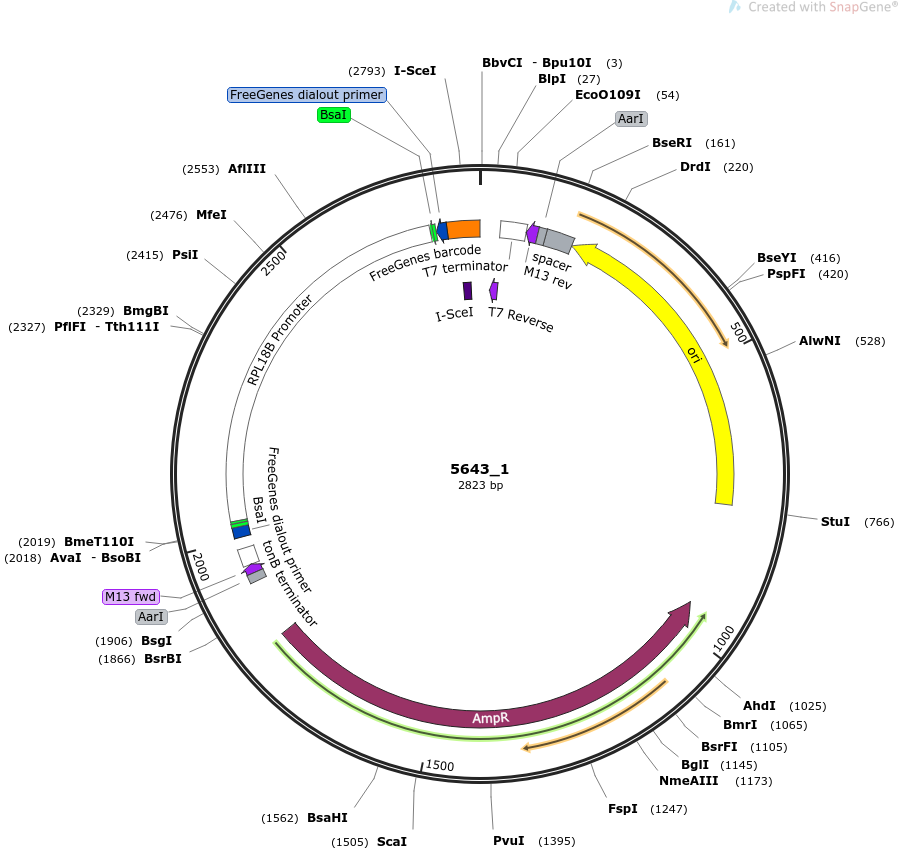 Created with SnapGene®
(2793) I-SceI
BbvCI - Bpu10I (3)
BlpI (27)
EcoO109I (54)
FreeGenes dialout primer
BsaI
AarI
BseRI (161)
DrdI (220)
(2553) AflIII
(2476) MfeI
(2415) PsiI
(2329) BmgBI
(2327) PflFI - Tth111I
BseYI (416)
PspFI (420)
AlwNI (528)
2500
500
FreeGenes barcode
T7 terminator
spacer
M13 rev
I-SceI
T7 Reverse
RPL18B Promoter
ori
5643_1
2823 bp
StuI (766)
FreeGenes dialout primer
BsaI
tonB terminator
(2019) BmeT110I
(2018) AvaI - BsoBI
2000
M13 fwd
AarI
(1906) BsgI
(1866) BsrBI
1000
AhdI (1025)
BmrI (1065)
BsrFI (1105)
BglI (1145)
NmeAIII (1173)
AmpR
1500
FspI (1247)
(1562) BsaHI
(1505) ScaI
PvuI (1395)